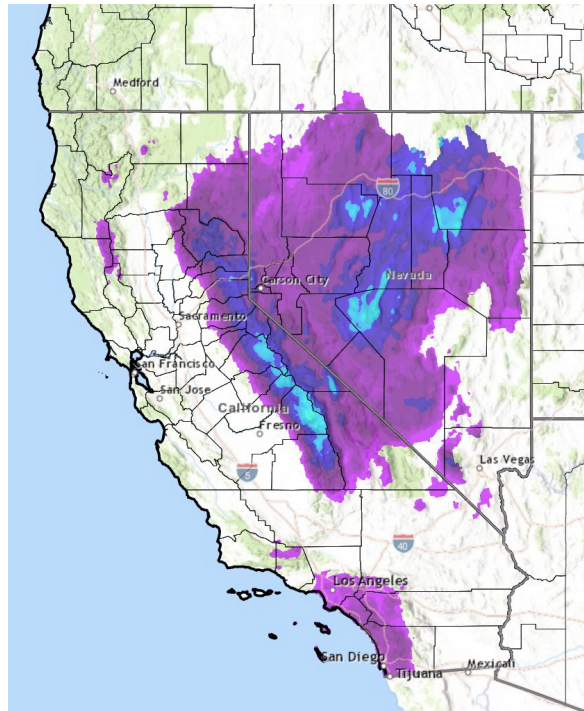 Medford
80
Carson City
Nevada
Sacramento
San Francisco
San Jose
California
Fresno
Las Vegas
5
40
Los Angeles
San Diego
Mexicali
Tijuana